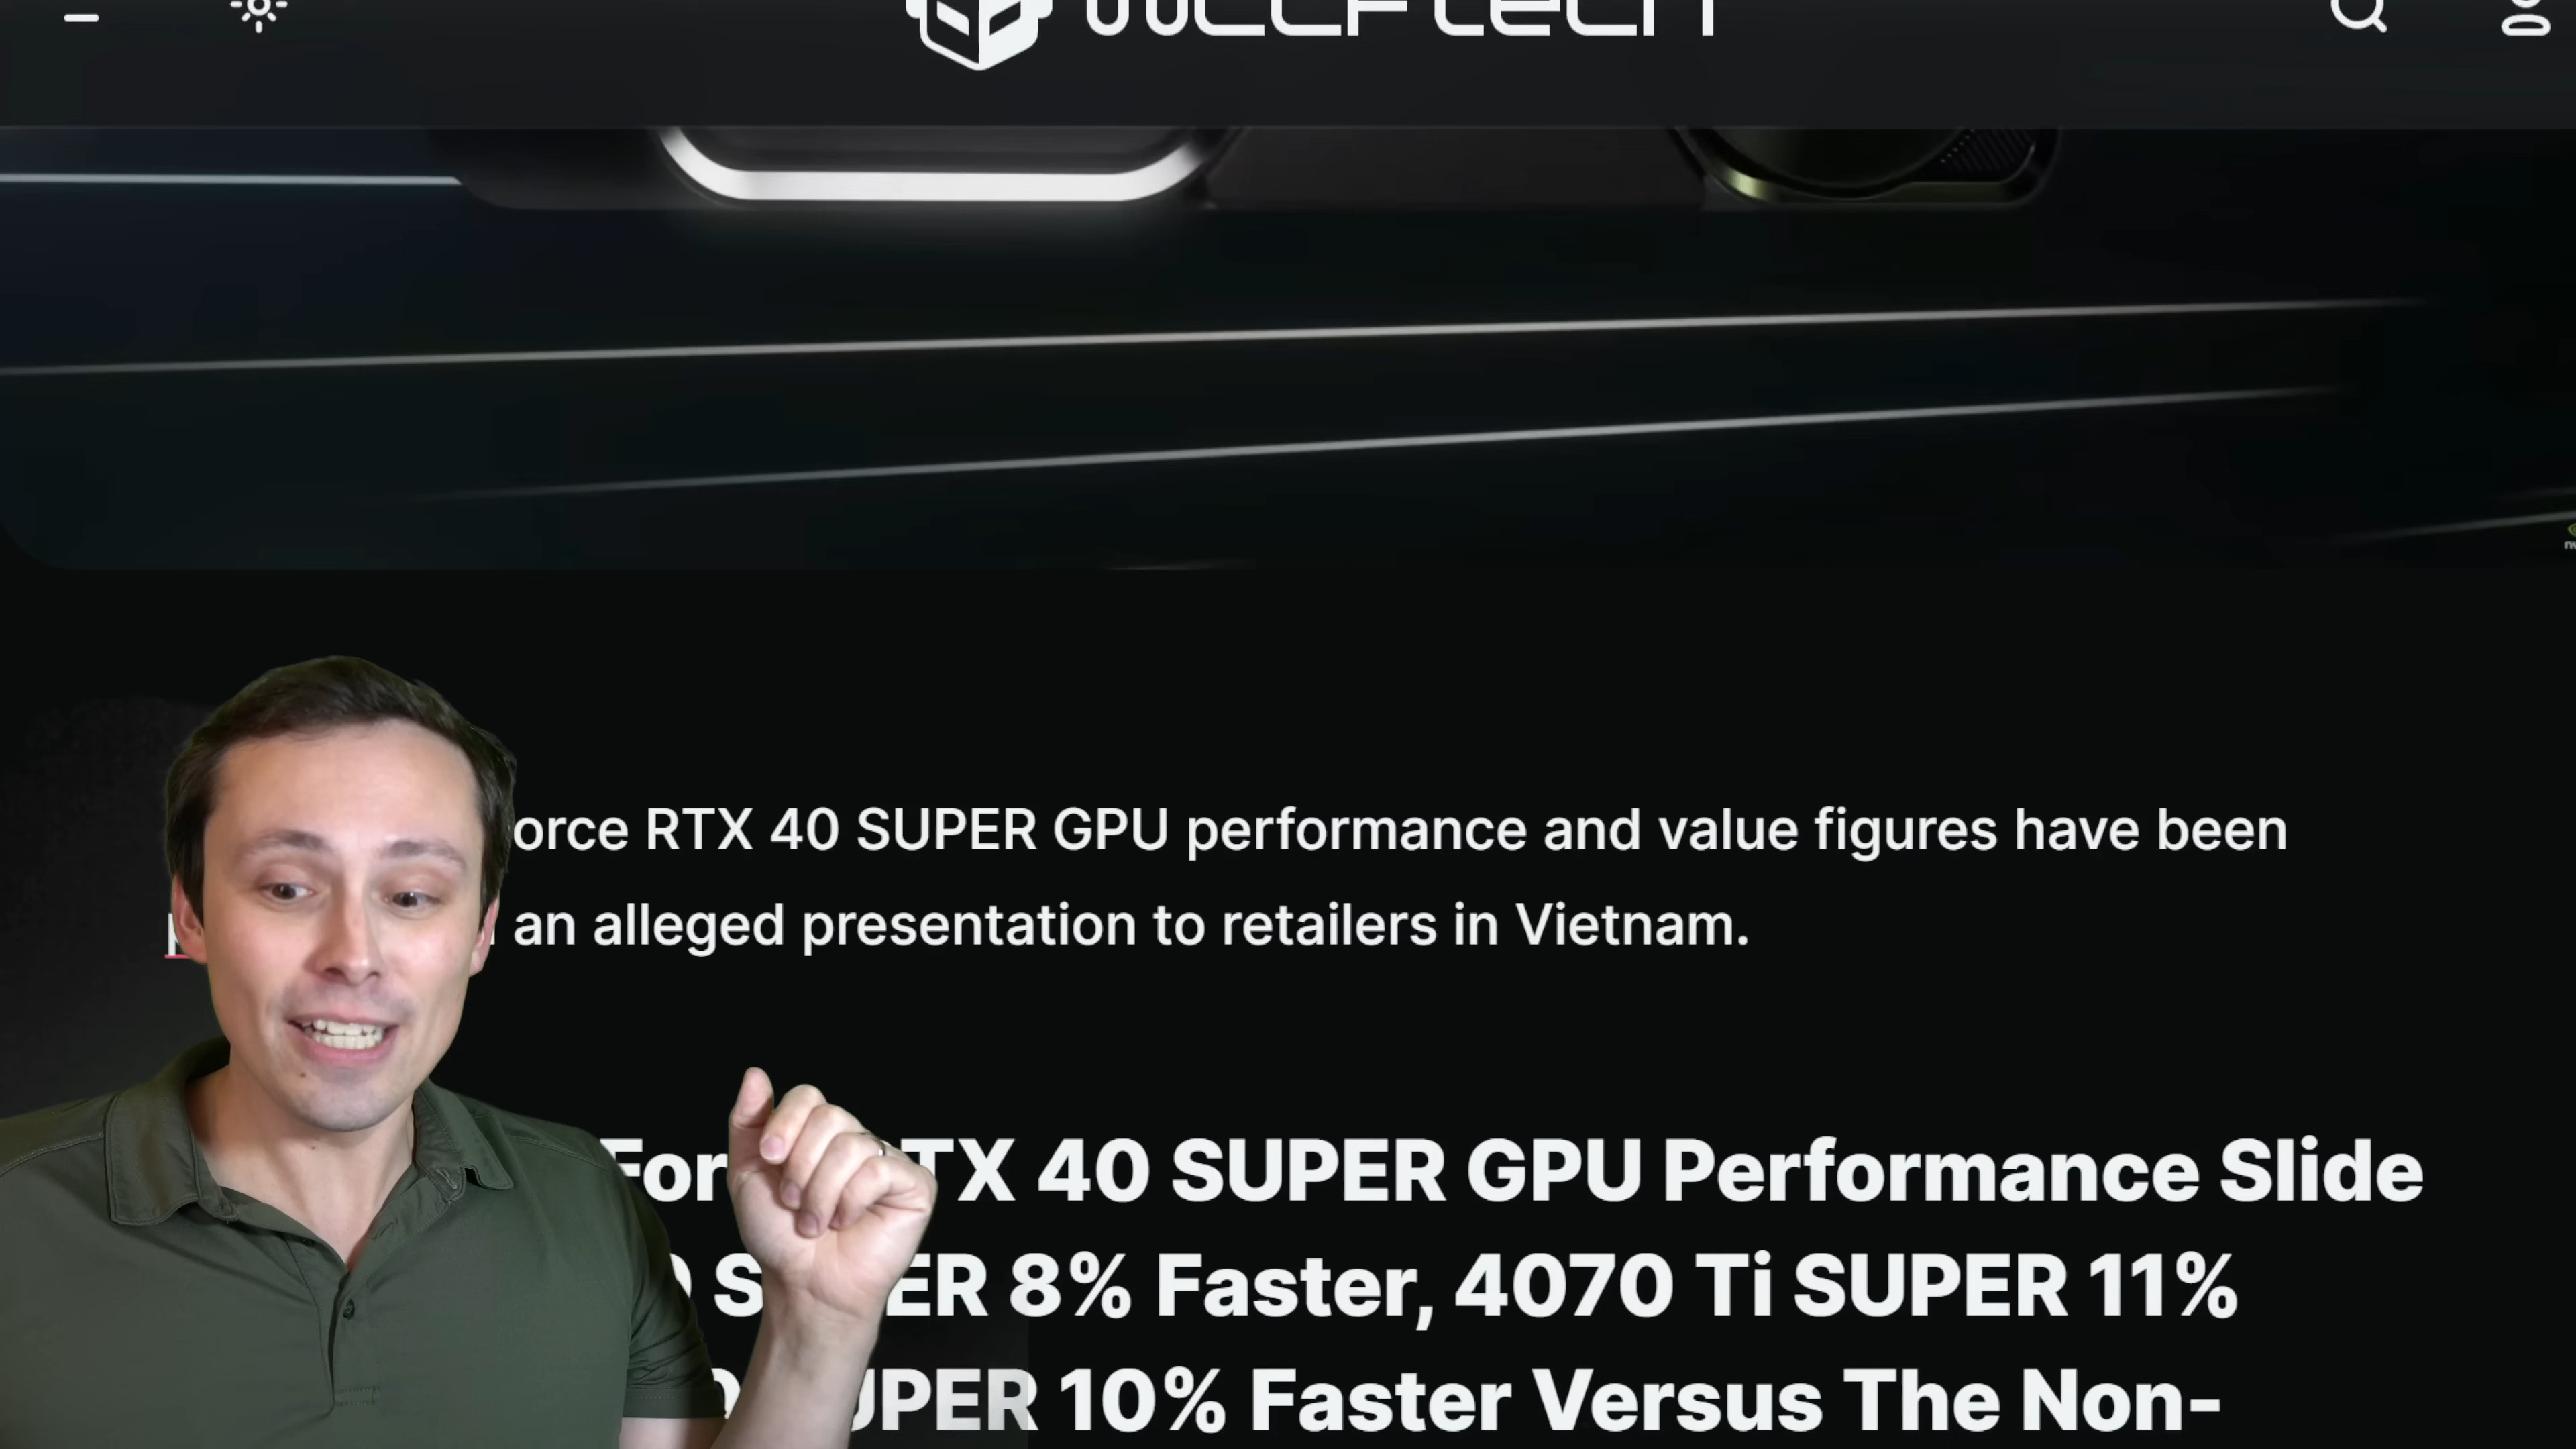 wccftech
orce RTX 40 SUPER GPU performance and value figures have been
an alleged presentation to retailers in Vietnam.
For TX 40 SUPER GPU Performance Slide
S ER 8% Faster, 4070 Ti SUPER 11%
UPER 10% Faster Versus The Non-